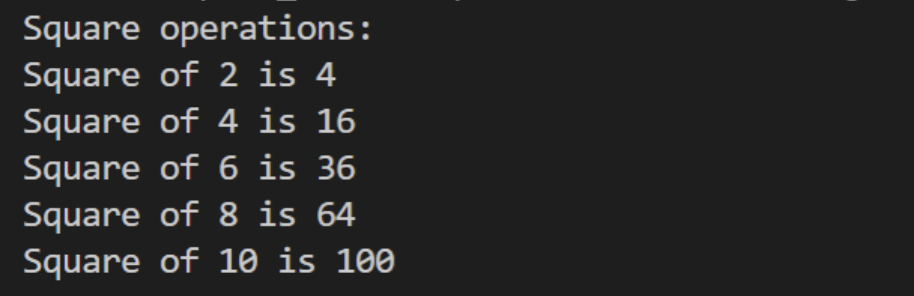 Square operations:
Square of 2 is 4
Square of 4 is 16
Square of 6 is 36
Square of 8 is 64
Square of 10 is 100